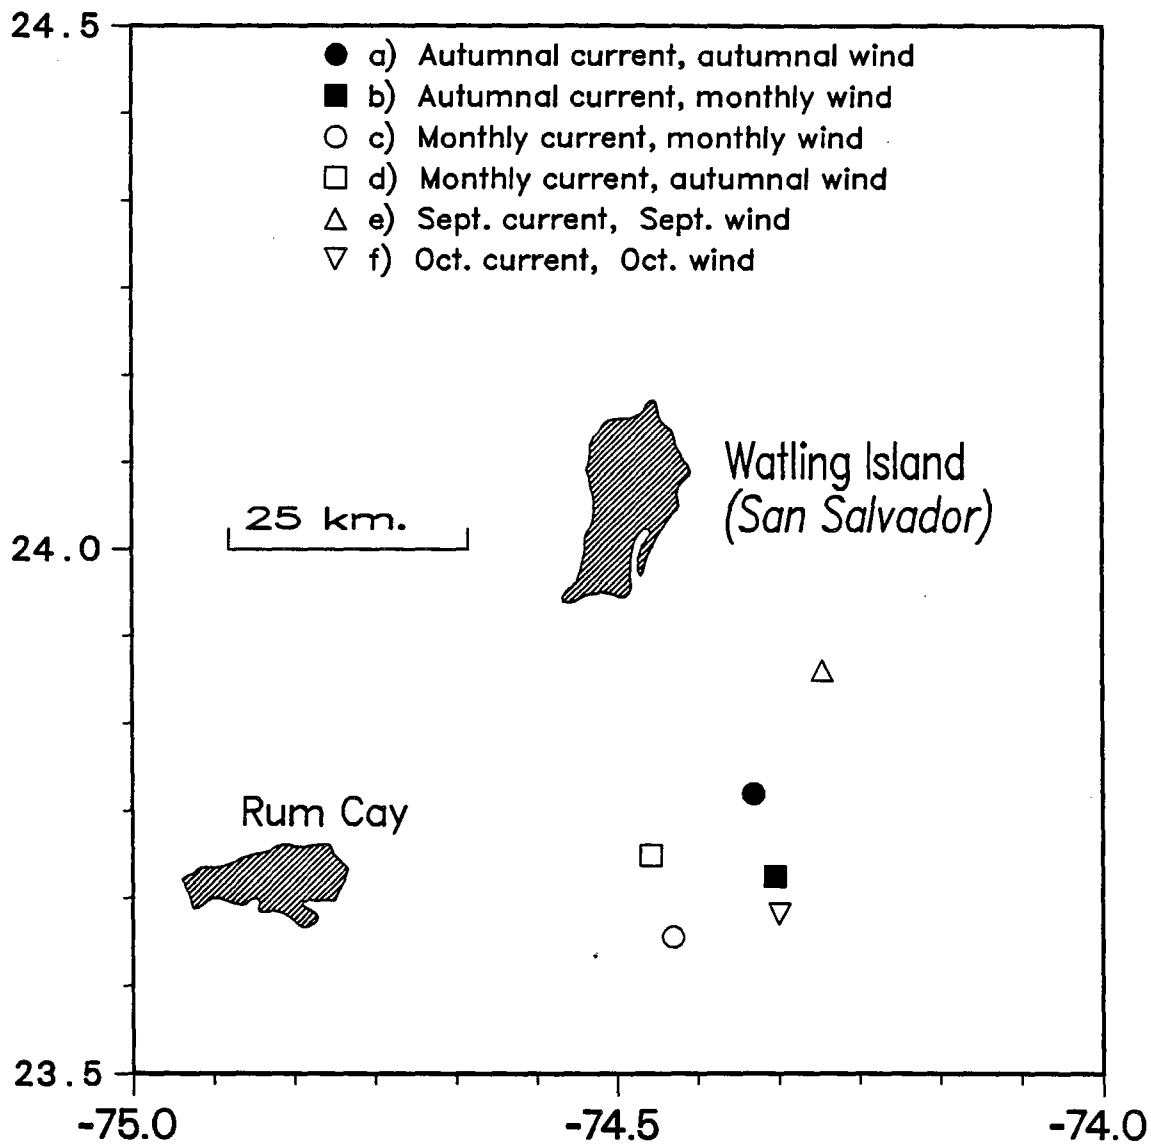 24.5
a) Autumnal current, autumnal wind
b) Autumnal current, monthly wind
c) Monthly current, monthly wind
d) Monthly current, autumnal wind
e) Sept. current, Sept. wind
f) Oct. current, Oct. wind
Watling Island
(San Salvador)
25 km.
24.0
Rum Cay
23.5
-75.0
-74.5
-74.0